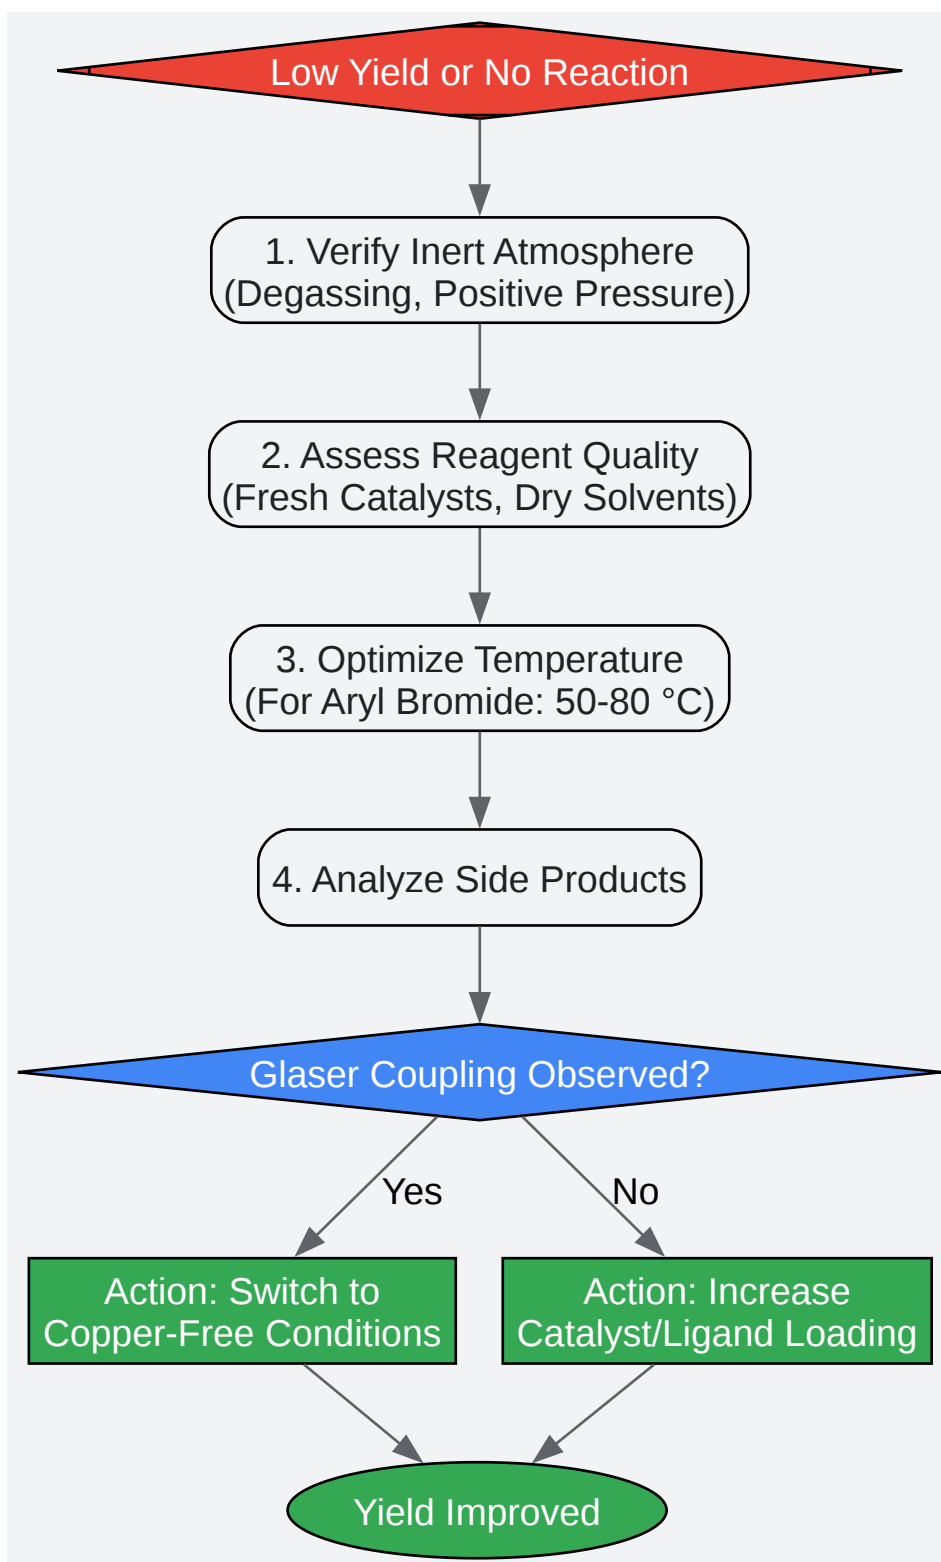 Low Yield or No Reaction
1. Verify Inert Atmosphere
(Degassing, Positive Pressure)
2. Assess Reagent Quality
(Fresh Catalysts, Dry Solvents)
3. Optimize Temperature
(For Aryl Bromide: 50-80 °C)
4. Analyze Side Products
Glaser Coupling Observed?
Yes
No
Action: Switch to
Copper-Free Conditions
Action: Increase
Catalyst/Ligand Loading
Yield Improved